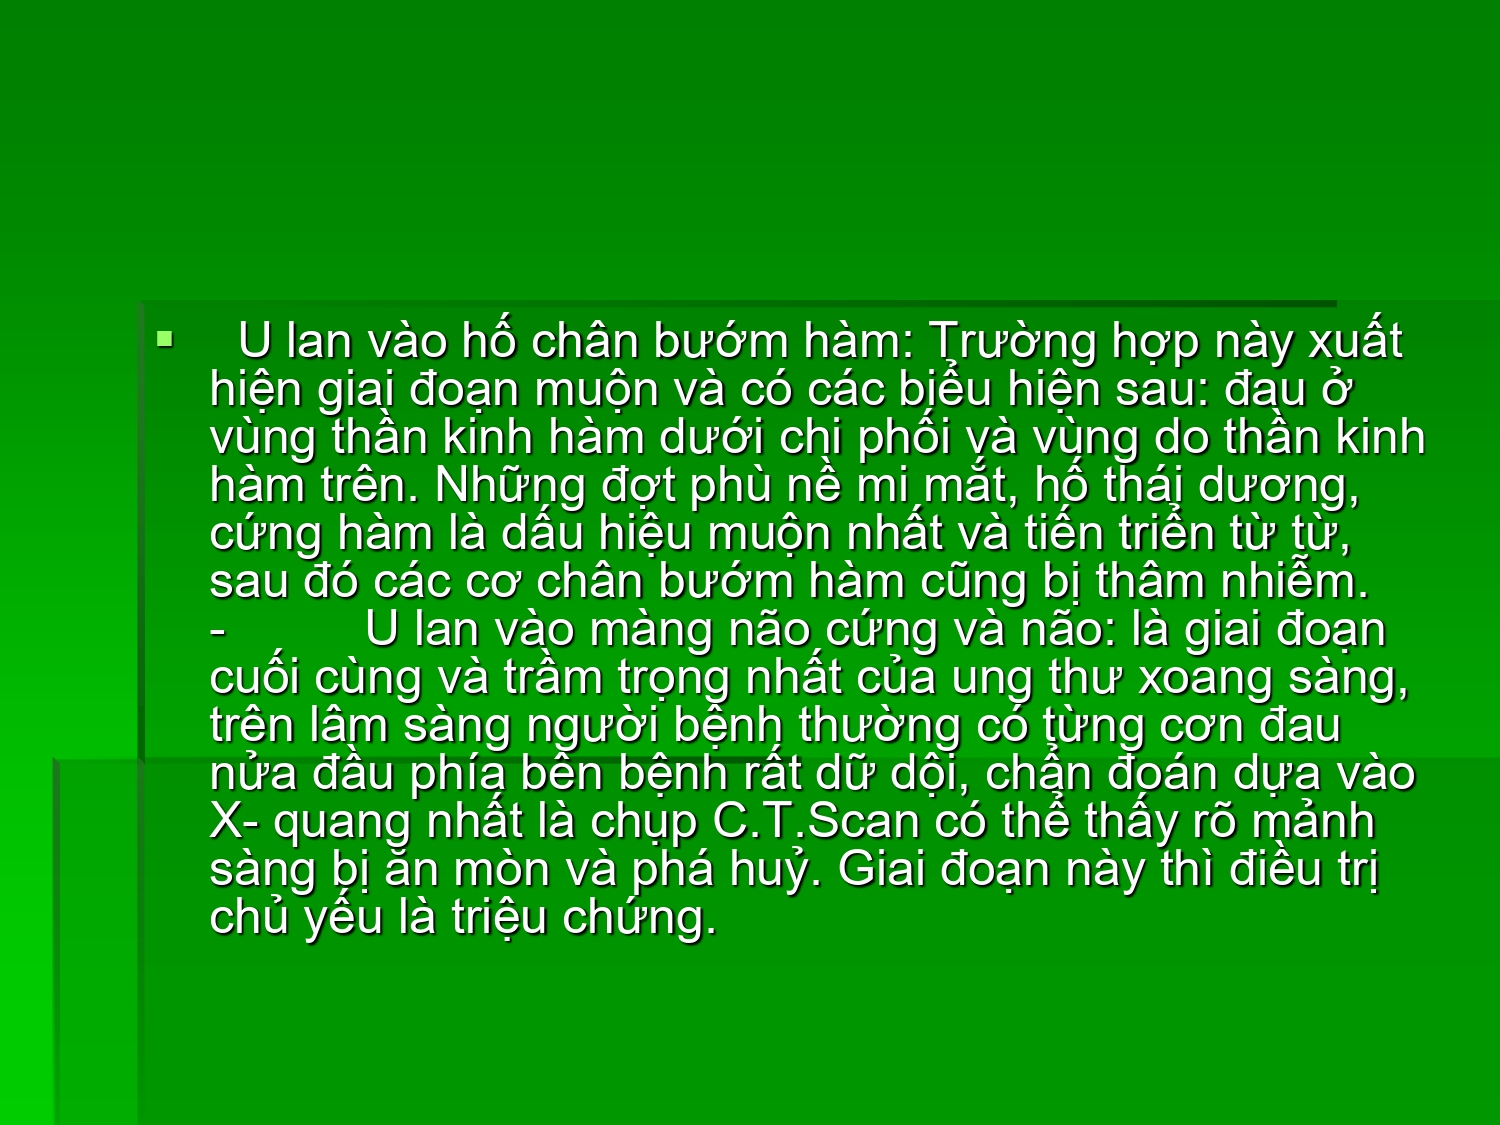 ▪ U lan vào hố chân bướm hàm: Trường hợp này xuất
hiện giai đoạn muộn và có các biểu hiện sau: đau ở
vùng thần kinh hàm dưới chi phối và vùng do thần kinh
hàm trên. Những đợt phù nề mi mắt, hố thái dương,
cứng hàm là dấu hiệu muộn nhất và tiến triển từ từ,
sau đó các cơ chân bướm hàm cũng bị thâm nhiễm.
- U lan vào màng não cứng và não: là giai đoạn
cuối cùng và trầm trọng nhất của ung thư xoang sàng,
trên lâm sàng người bệnh thường có từng cơn đau
nửa đầu phía bên bệnh rất dữ dội, chẩn đoán dựa vào
X- quang nhất là chụp C.T.Scan có thể thấy rõ mảnh
sàng bị ăn mòn và phá huỷ. Giai đoạn này thì điều trị
chủ yếu là triệu chứng.